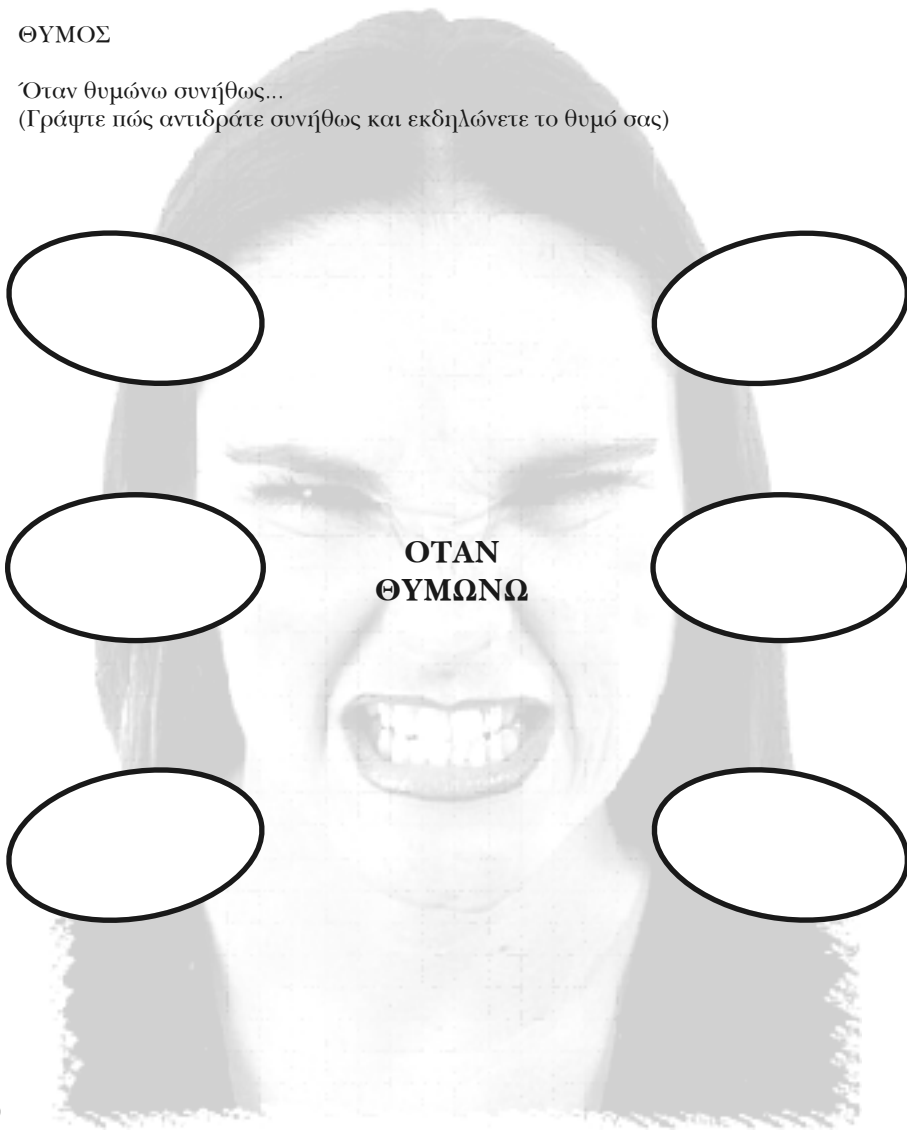 ΘΥΜΟΣ
Όταν θυμώνω συνήθως...
(Γράψτε πώς αντιδράτε συνήθως και εκδηλώνετε το θυμό σας)
ΟΤΑΝ
ΘΥΜΩΝΩ